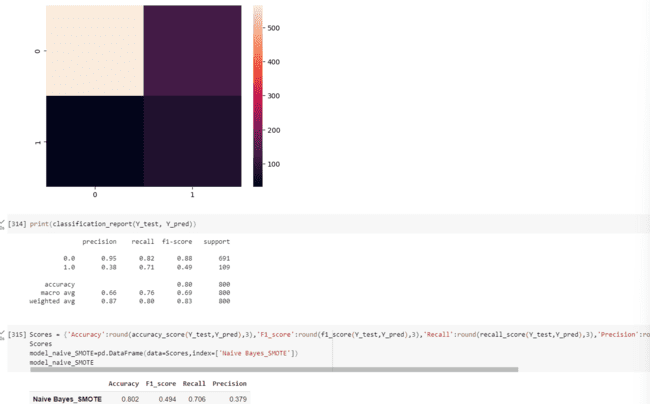 500
0
400
300
200
1
100
0 1
[314] print(classification_report(Y_test, Y_pred))
precision recall f1-score support
0.0 0.95 0.82 0.88 691
1.0 0.38 0.71 0.49 109
accuracy 0.80 800
macro avg 0.66 0.76 0.69 800
weighted avg 0.87 0.80 0.83 800
[315] Scores = {'Accuracy':round(accuracy_score(Y_test,Y_pred),3),'F1_score':round(f1_score(Y_test,Y_pred),3),'Recall':round(recall_score(Y_test,Y_pred),3),'Precision':ro
Scores
model_naive_SMOTE=pd.DataFrame(data=Scores,index=['Naive Bayes_SMOTE'])
model_naive_SMOTE
Accuracy F1_score Recall Precision
Naive Bayes_SMOTE 0.802 0.494 0.706 0.379